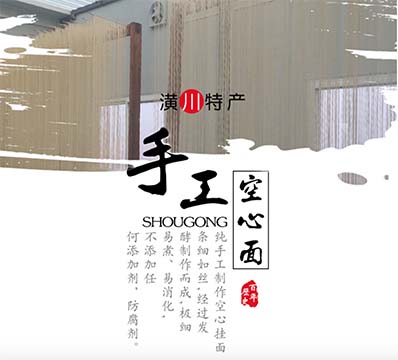 潢川特产
手工
SHOUGONG
空心面
纯手工制作空心挂面
条细如丝，经过发
酵制作而成，极细
易煮、易消化，
不添加任
何添加剂，防腐剂。